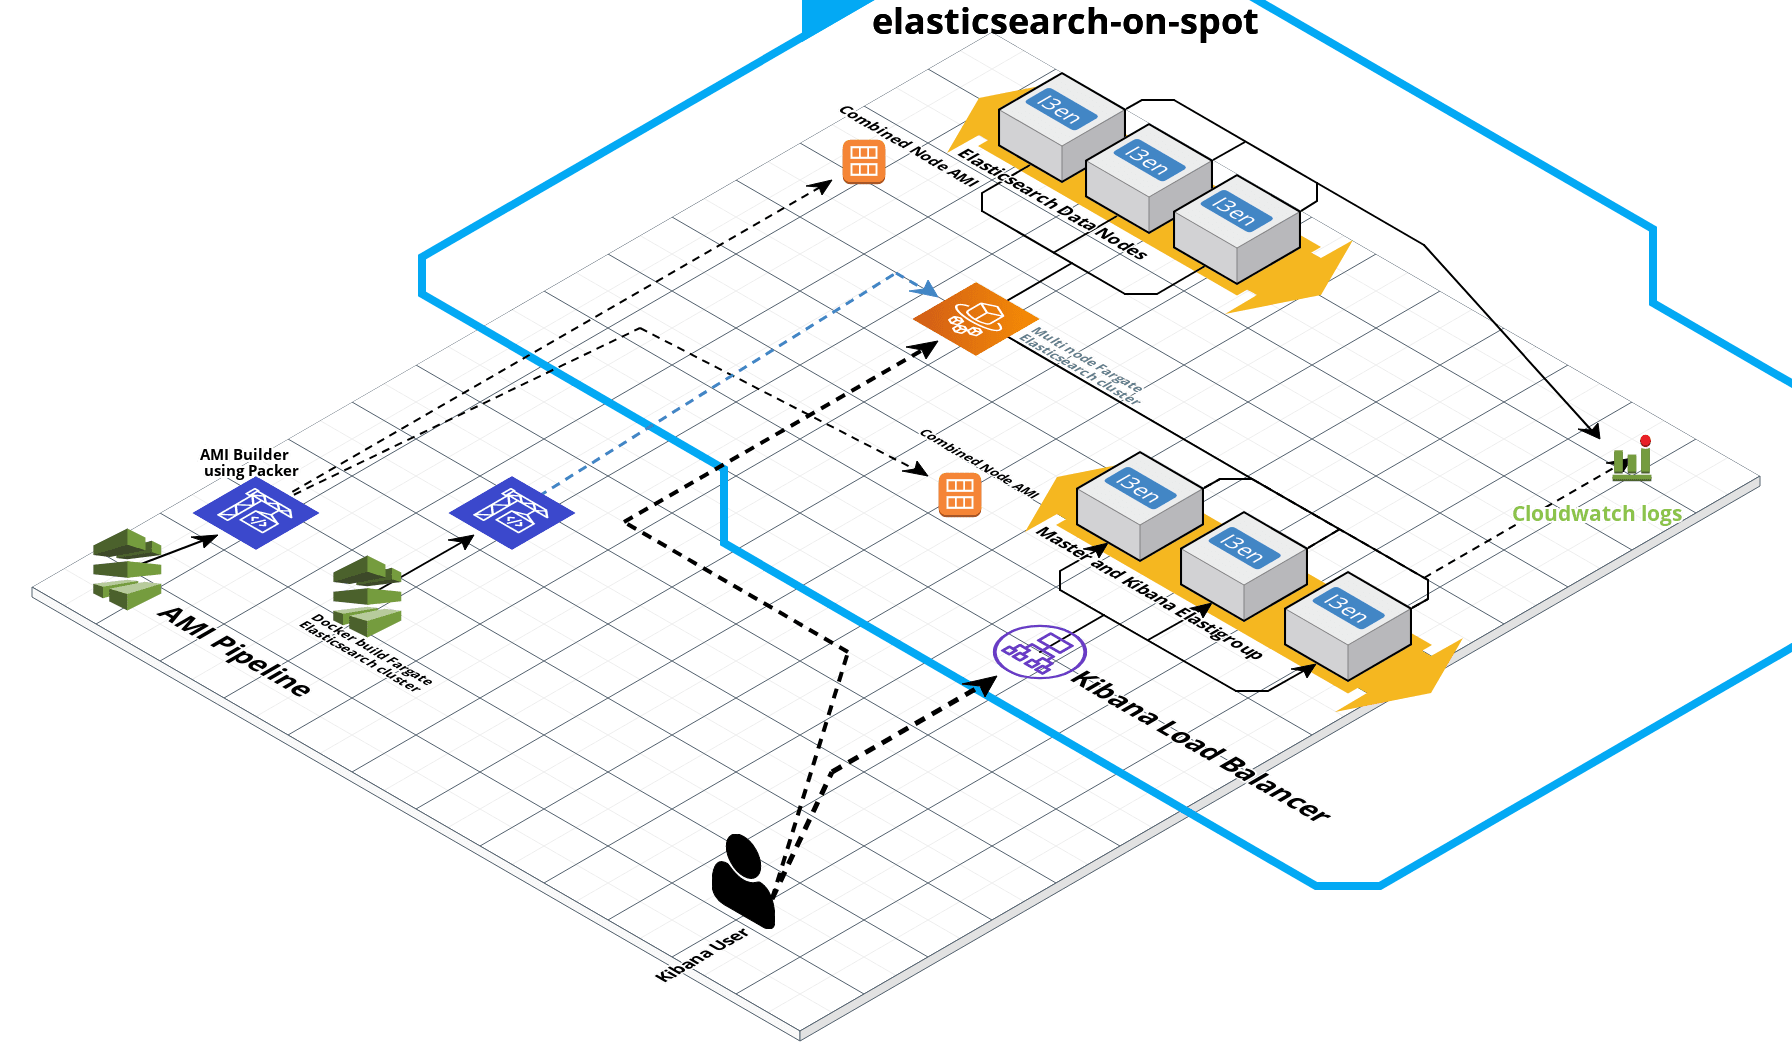 elasticsearch-on-spot
I3en
I3en
I3en
Combined Node AMI
Elasticsearch Data Nodes
Multi node Fargate
Elasticsearch cluster
Combined Node AMI
AMI Builder
using Packer
I3en
I3en
I3en
Master and Kibana Elastigroup
Cloudwatch logs
AMI Pipeline
Docker build Fargate
Elasticsearch cluster
Kibana Load Balancer
Kibana User